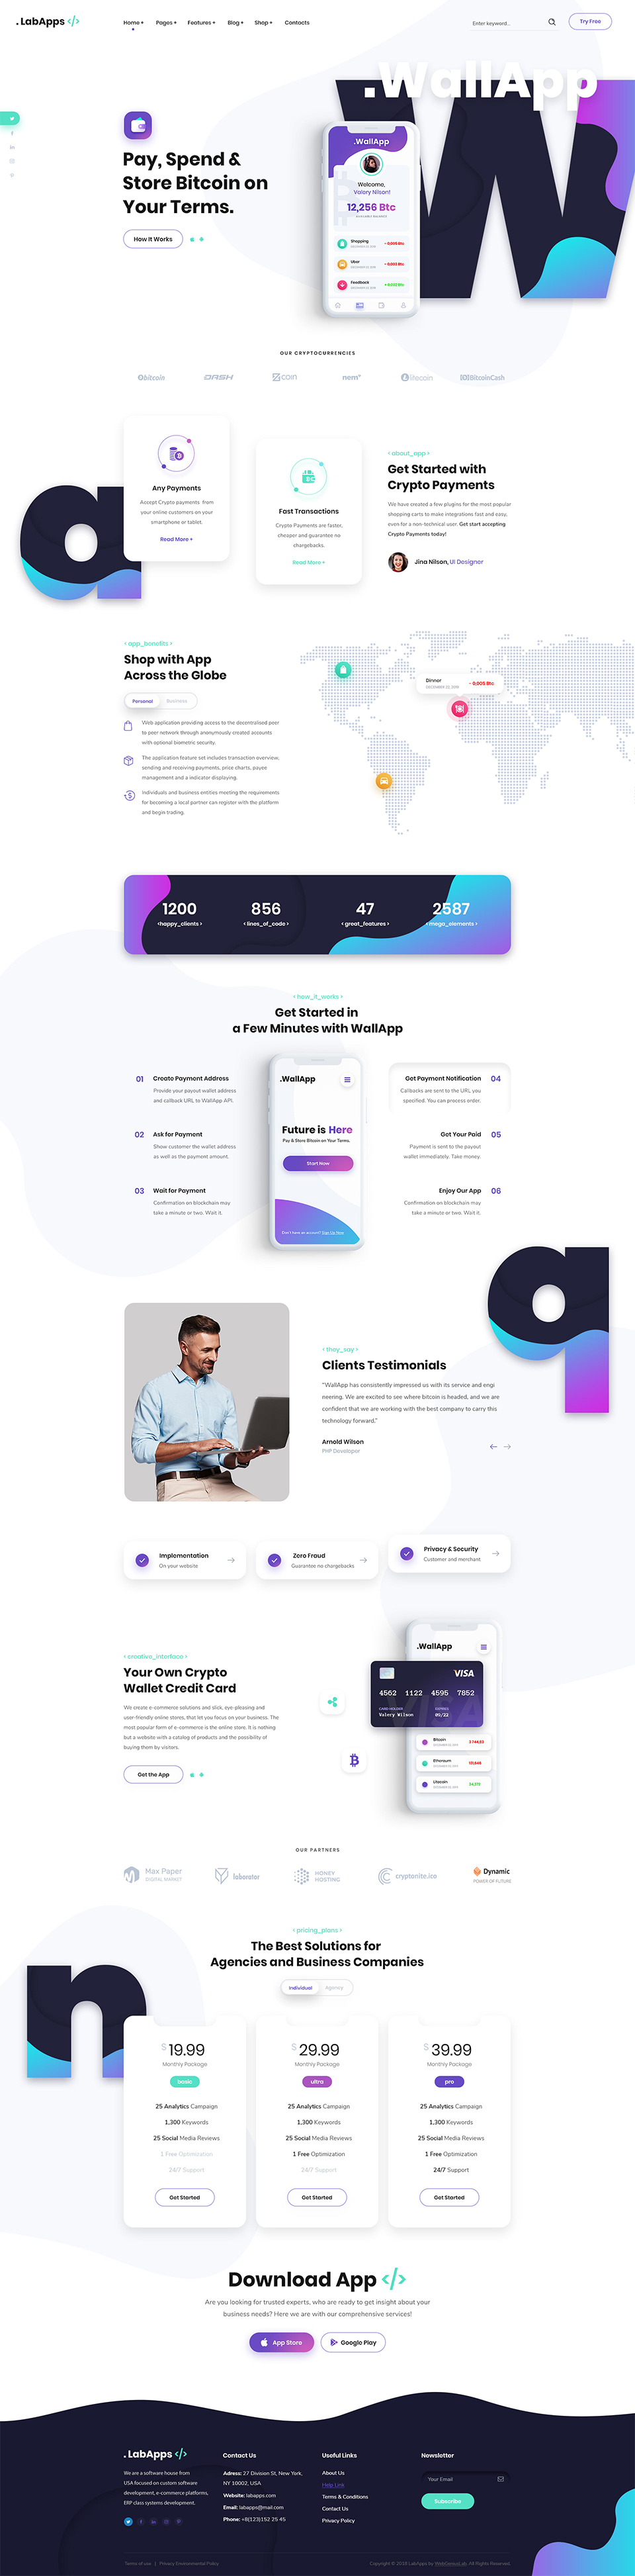 . LabApps </>
Home +
Pages +
Features +
Blog +
Shop +
Contacts
Enter keyword...
Try Free
.WallApp
W
Pay, Spend &
Store Bitcoin on
Your Terms.
How It Works
.WallApp
Welcome,
Valary Nilson!
12,256 Btc
AVAILABLE BALANCE
Shopping
- 0,005 Btc
Uber
- 0,003 Btc
Feedback
OUR CRYPTOCURRENCIES
bitcoin
DASH
ZCOIN
nem
litecoin
BitcoinCash
a
Any Payments
Accept Crypto payments from
your online customers on your
smartphone or tablet.
Read More +
Fast Transactions
Crypto Payments are faster,
cheaper and guarantee no
chargebacks.
Read More +
< about_app >
Get Started with
Crypto Payments
We have created a few plugins for the most popular
shopping carts to make integrations fast and easy,
even for a non-technical user. Get start accepting
Crypto Payments today!
Jina Nilson, UI Designer
< app_benefits >
Shop with App
Across the Globe
Personal
Business
Web application providing access to the decentralised peer
to peer network through anonymously created accounts
with optional biometric security.
The application feature set includes transaction overview,
sending and receiving payments, price charts, pauze
management and a indicator displaying.
Individuals and business entities meeting the requirements
for becoming a local partner can register with the platform
and begin trading.
Dinner
DECEMBER 22, 2019
- 0,005 Btc
1200
< happy_clients >
856
< lines_of_code >
47
< great_features >
2587
< mega_elements >
< how_it_works >
Get Started in
a Few Minutes with WallApp
01 Create Payment Address
Provide your payout wallet address
and callback URL to WallApp API.
02 Ask for Payment
Show customer the wallet address
as well as the payment amount.
03 Wait for Payment
Confirmation on blockchain may
take a minute or two. Wait it.
.WallApp
Future is Here
Pay & Store Bitcoin on Your Terms.
Start Now
Don't have an account? Sign Up Now
Get Payment Notification 04
Callbacks are sent to the URL you
specified. You can process order.
Get Your Paid 05
Payment is sent to the payout
wallet immediately. Take money.
Enjoy Our App 06
Confirmation on blockchain may
take a minute or two. Wait it.
q
< they_say >
Clients Testimonials
“WallApp has consistently impressed us with its service and engi
neering. We are excited to see where bitcoin is headed, and we are
confident that we are working with the best company to carry this
technology forward.”
Arnold Wilson
PHP Developer
Implementation
On your website
Zero Fraud
Guarantee no chargebacks
Privacy & Security
Customer and merchant
< creative_interface >
Your Own Crypto
Wallet Credit Card
We create e-commerce solutions and slick, eye-pleasing and
user-friendly online stores, that let you focus on your business. The
most popular form of e-commerce is the online store. It is nothing
but a website with a catalog of products and the possibility of
buying them by visitors.
Get the App
.WallApp
VISA
4562 1122 4595 7852
CARD HOLDER
Valery Wilson
EXPIRES
09/22
Bitcoin
Ethereum
Litecoin
OUR PARTNERS
Max Paper
DIGITAL MARKET
laborator
HONEY
HOSTING
cryptonite.ico
Dynamic
POWER OF FUTURE
n
< pricing_plans >
The Best Solutions for
Agencies and Business Companies
Individual
Agency
$ 19.99
Monthly Package
basic
25 Analytics Campaign
1,300 Keywords
25 Social Media Reviews
1 Free Optimization
24/7 Support
Get Started
$ 29.99
Monthly Package
ultra
25 Analytics Campaign
1,300 Keywords
25 Social Media Reviews
1 Free Optimization
24/7 Support
Get Started
$ 39.99
Monthly Package
pro
25 Analytics Campaign
1,300 Keywords
25 Social Media Reviews
1 Free Optimization
24/7 Support
Get Started
Download App </>
Are you looking for trusted experts, who are ready to get insight about your
business needs? Here we are with our comprehensive services!
App Store
Google Play
. LabApps </>
We are a software house from
USA focused on custom software
development, e-commerce platforms,
ERP class systems development.
Contact Us
Adress: 27 Division St, New York,
NY 10002, USA
Website: labapps.com
Email: labapps@mail.com
Phone: +8(123)152 25 45
Useful Links
About Us
Help Link
Terms & Conditions
Contact Us
Privacy Policy
Newsletter
Your Email
Subscribe
Terms of use | Privacy Environmental Policy
Copyright © 2019 LabApps by WebGeniusLab. All Rights Reserved.